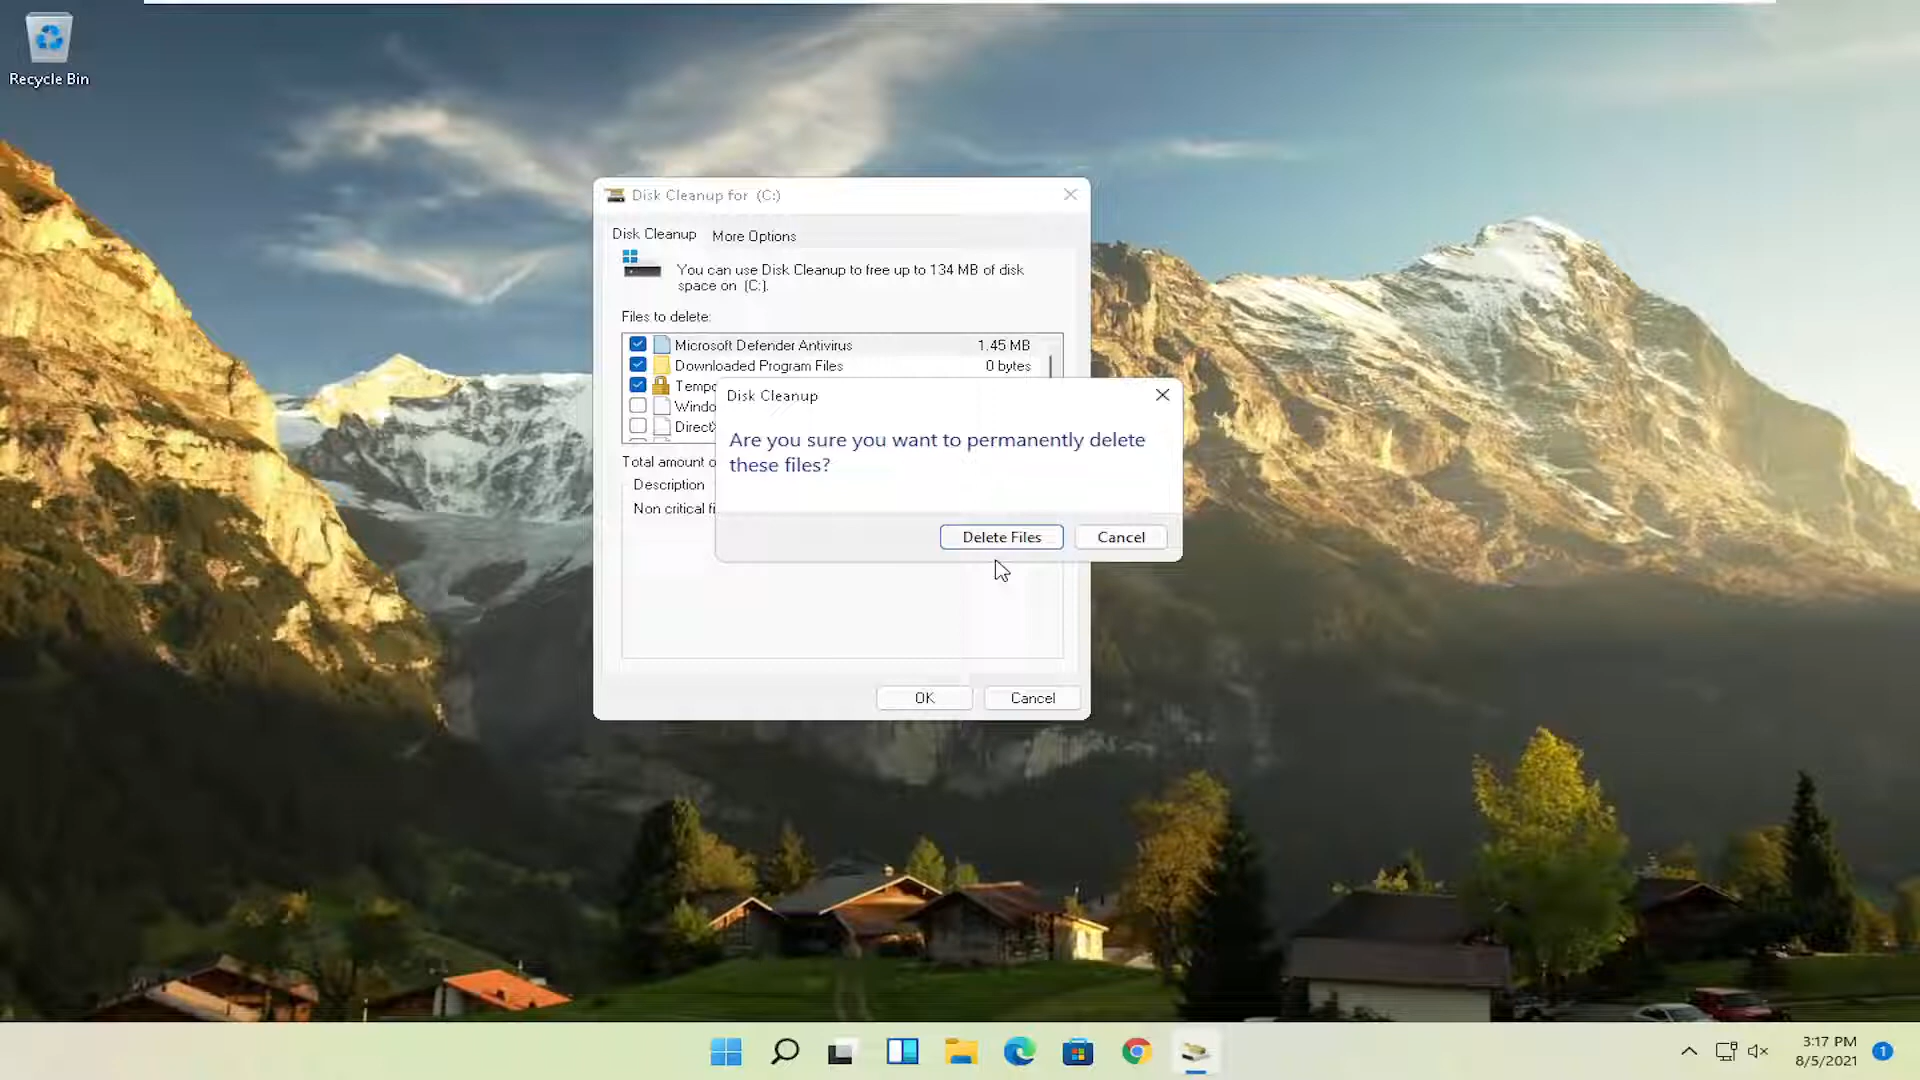 Recycle Bin
Disk Cleanup for (C:)
Disk Cleanup
More Options
You can use Disk Cleanup to free up to 134 MB of disk
space on (C:).
Files to delete:
Microsoft Defender Antivirus 1.45 MB
Downloaded Program Files 0 bytes
Tempo
Windo
Direct
Total amount o
Description
Non critical fi
Disk Cleanup
Are you sure you want to permanently delete
these files?
Delete Files
Cancel
OK
Cancel
3:17 PM
8/5/2021
1